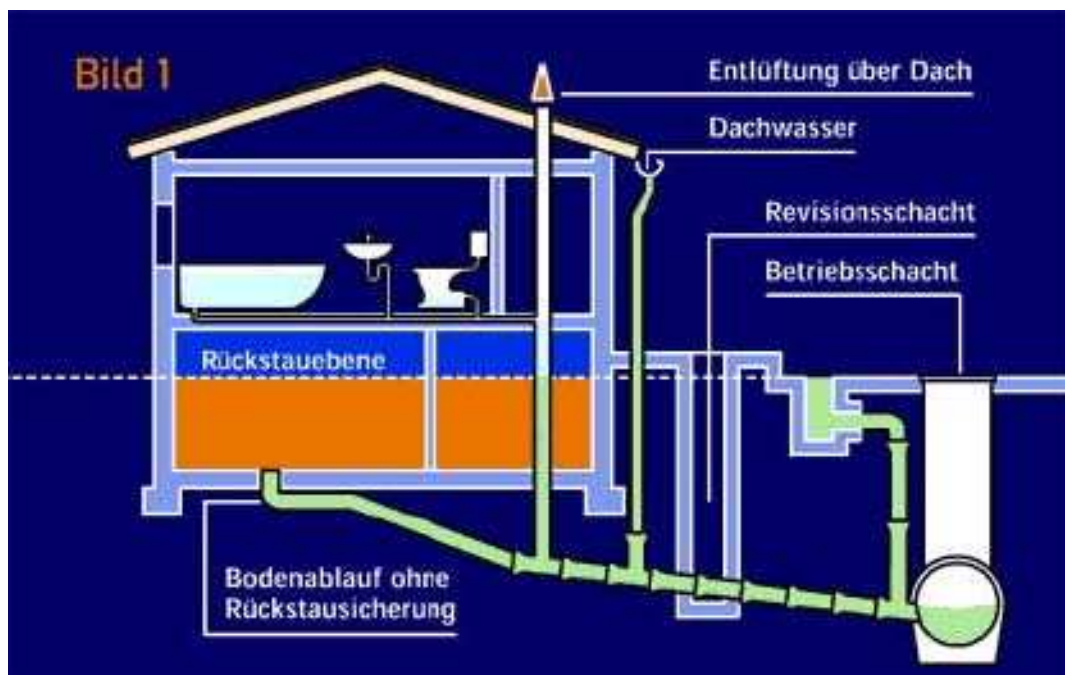 Bild 1
Entlüftung über Dach
Dachwasser
Revisionsschacht
Betriebsschacht
Rückstauebene
Bodenablauf ohne
Rückstausicherung